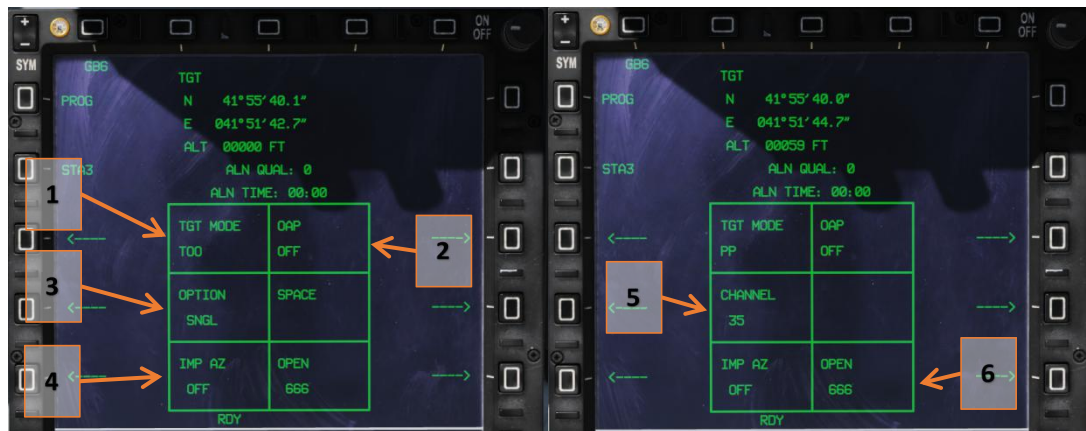 +
-
SYM
ON
OFF
GB6
TGT
PROG
N 41°55'40.1"
E 041°51'42.7"
ALT 00000 FT
STA3
ALN QUAL: 0
ALN TIME: 00:00
TGT MODE OAP
TOO OFF
OPTION SPACE
SNGL
IMP AZ OPEN
OFF 666
RDY
1
2
3
4
+
-
SYM
ON
OFF
GB6
TGT
PROG
N 41°55'40.0"
E 041°51'44.7"
ALT 00059 FT
STA3
ALN QUAL: 0
ALN TIME: 00:00
TGT MODE OAP
PP OFF
CHANNEL
35
IMP AZ OPEN
OFF 666
RDY
5
6